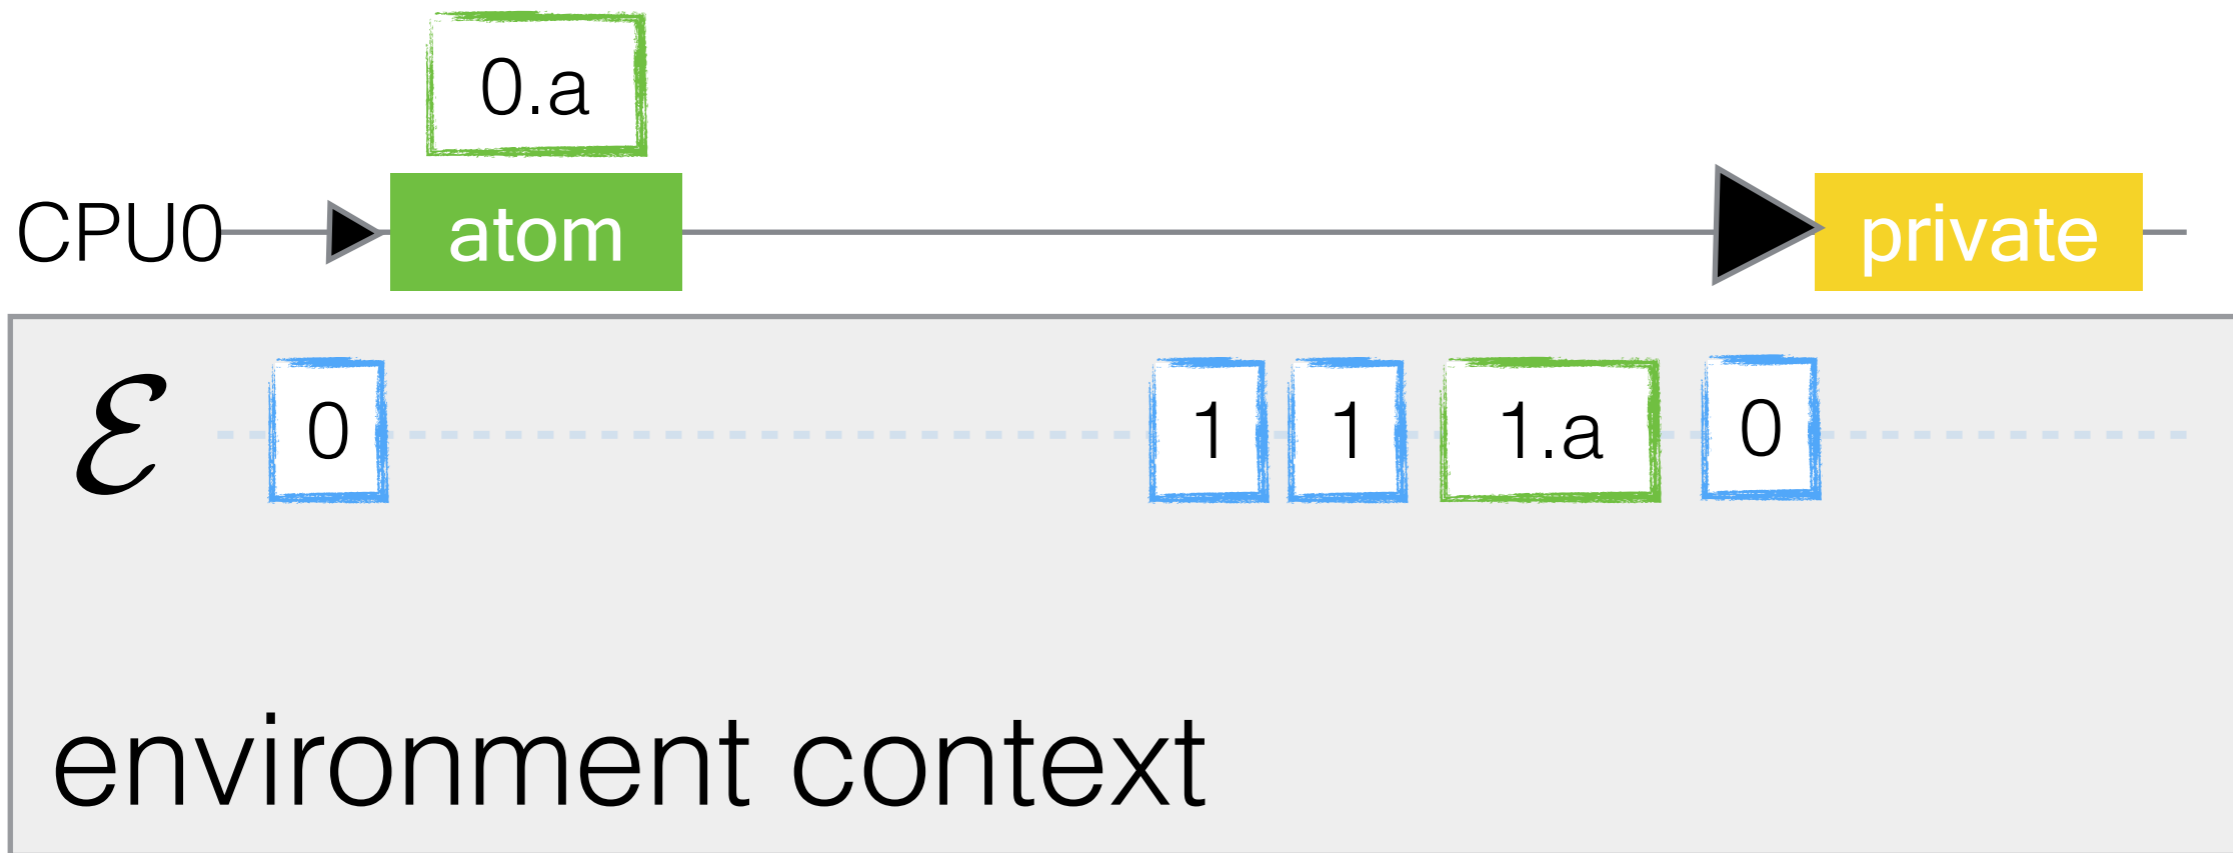 0.a
CPU0 atom private
ℰ 0 1 1 1.a 0
environment context